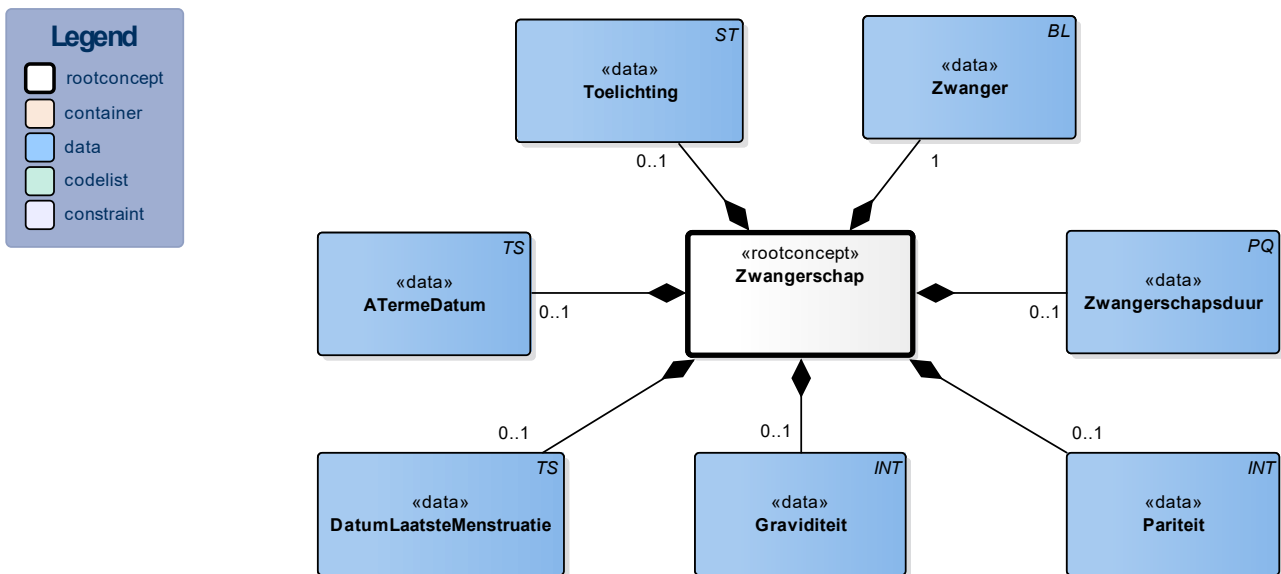 Legend
rootconcept
container
data
codelist
constraint
ST
«data»
Toelichting
0..1
BL
«data»
Zwanger
1
TS
«data»
ATermeDatum
0..1
«rootconcept»
Zwangerschap
PQ
«data»
Zwangerschapsduur
0..1
0..1
TS
«data»
DatumLaatsteMenstruatie
0..1
INT
«data»
Graviditeit
0..1
INT
«data»
Pariteit